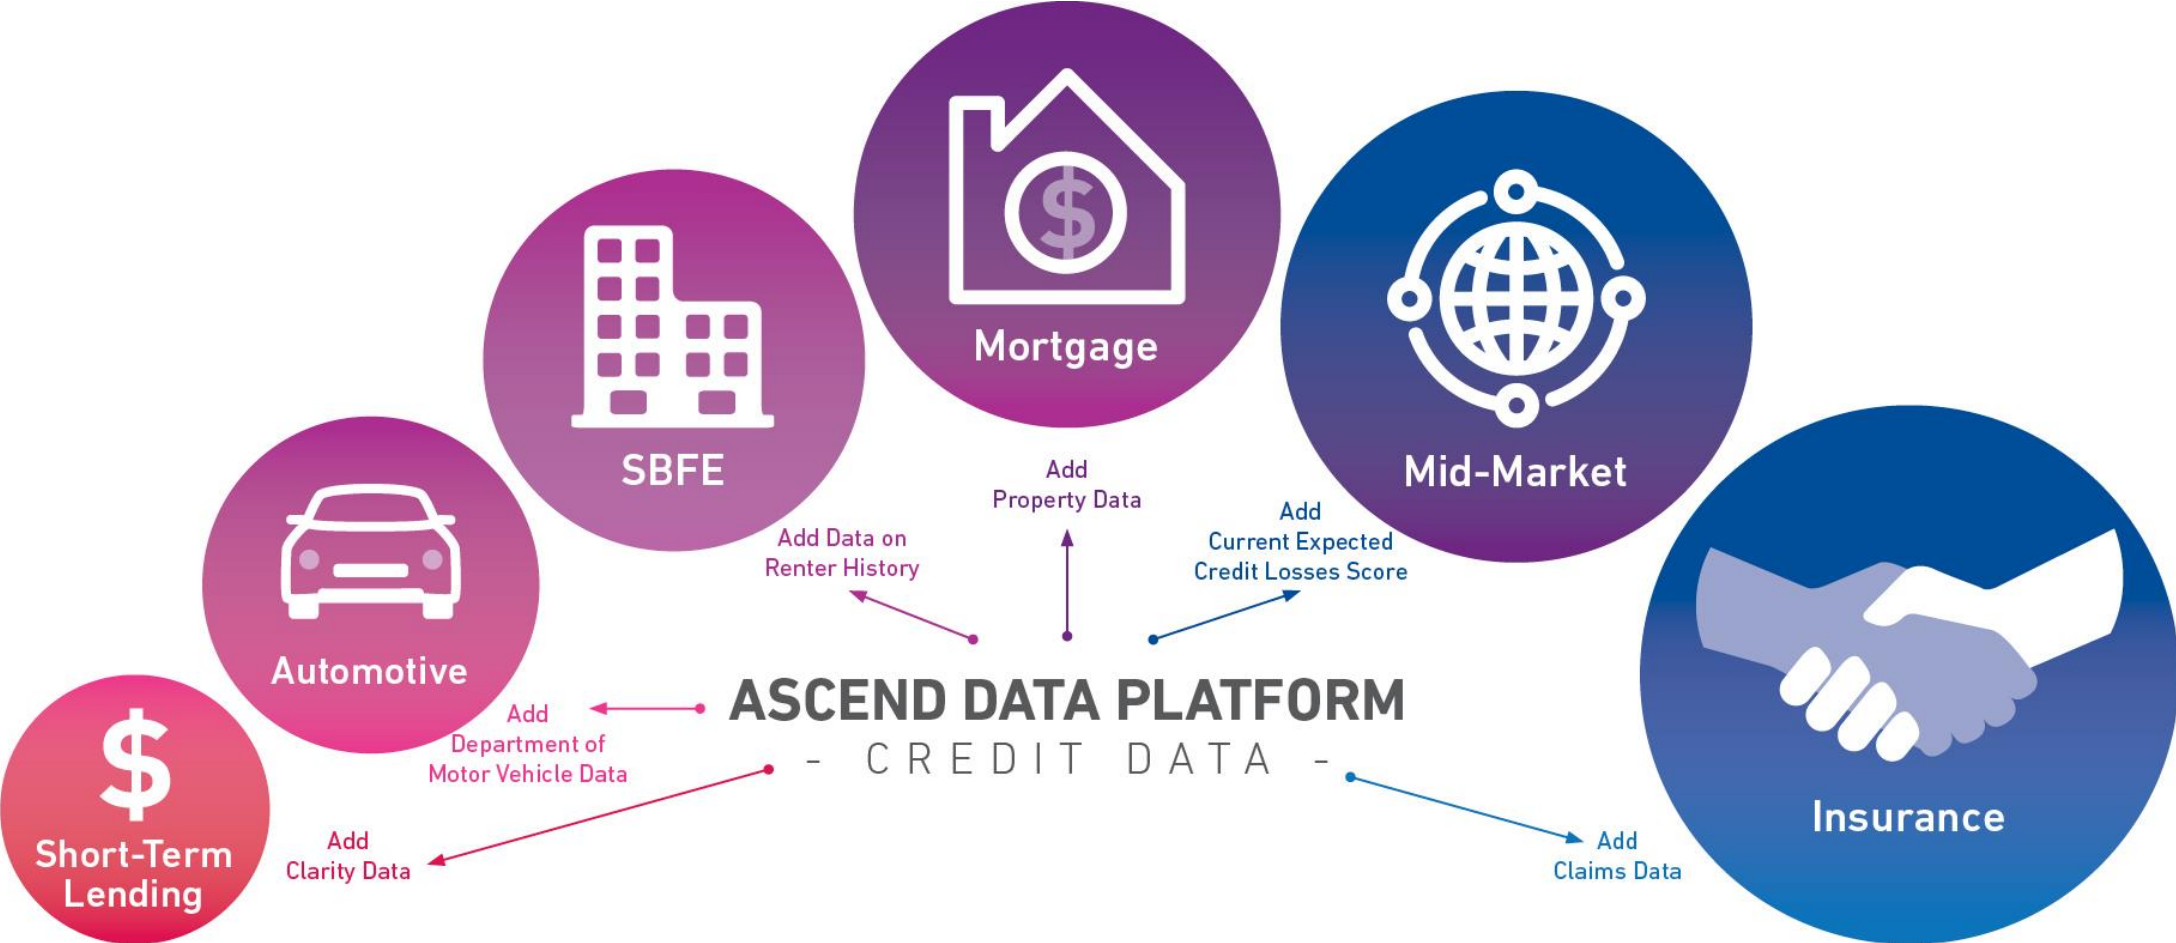 Mortgage
SBFE
Mid-Market
Automotive
Short-Term
Lending
Insurance
Add
Clarity Data
Add
Department of
Motor Vehicle Data
Add Data on
Renter History
Add
Property Data
Add
Current Expected
Credit Losses Score
Add
Claims Data
ASCEND DATA PLATFORM
- CREDIT DATA -
$
$